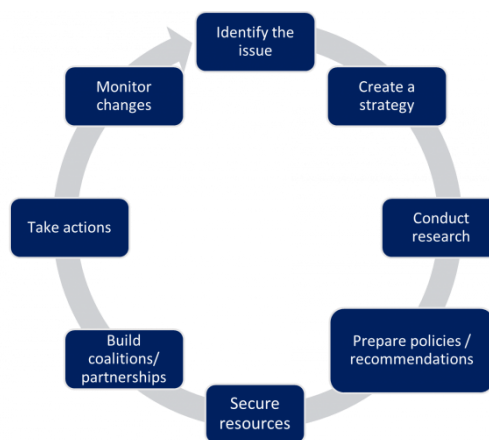 Identify the
issue
Create a
strategy
Conduct
research
Prepare policies /
recommendations
Secure
resources
Build
coalitions/
partnerships
Take actions
Monitor
changes